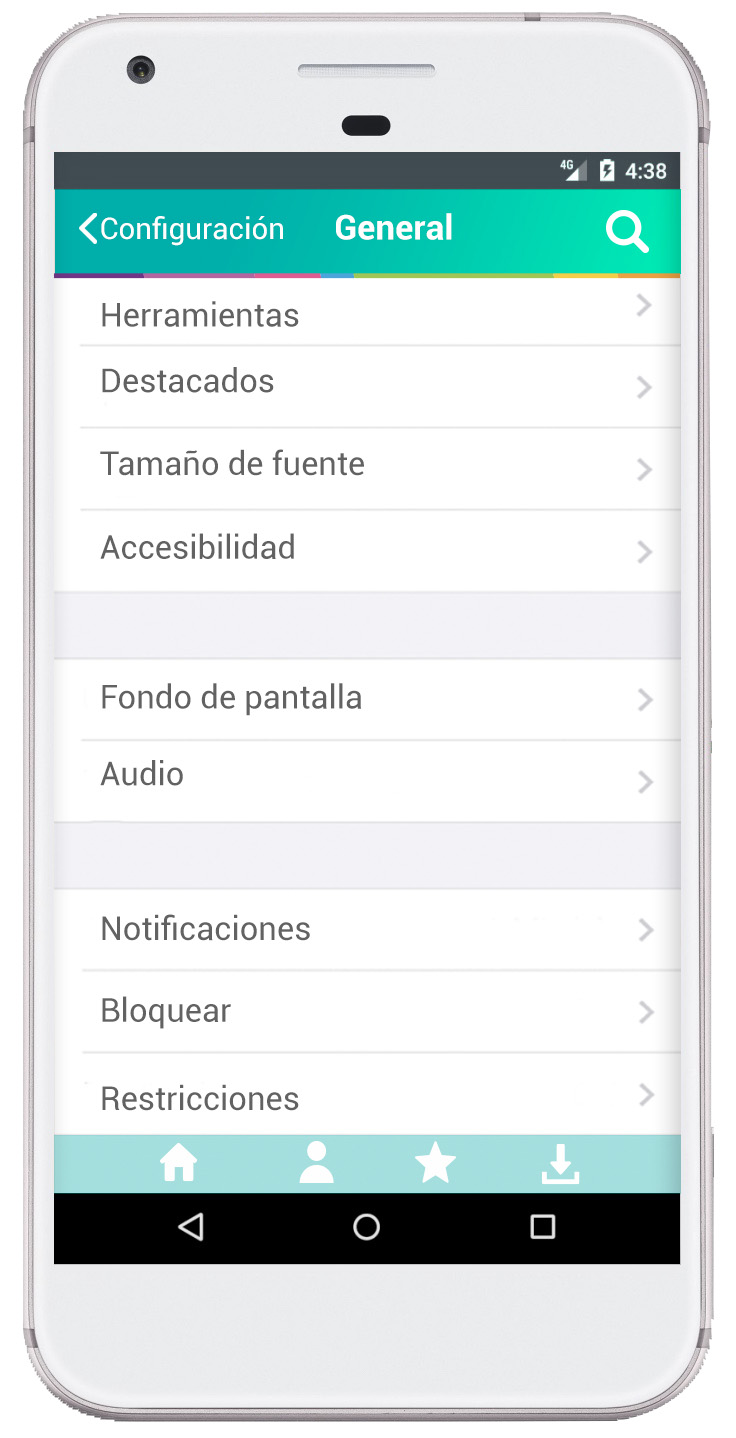 4G 4:38
Configuración General
Herramientas
Destacados
Tamaño de fuente
Accesibilidad
Fondo de pantalla
Audio
Notificaciones
Bloquear
Restricciones